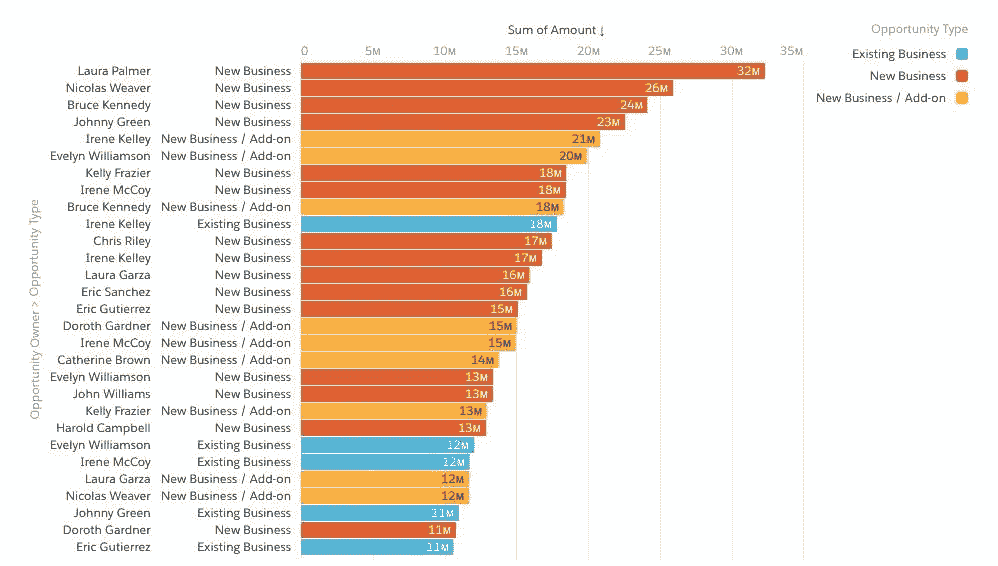 Sum of Amount ↓
Opportunity Type
0 5M 10M 15M 20M 25M 30M 35M
Existing Business
New Business
New Business / Add-on
Opportunity Owner > Opportunity Type
Laura Palmer New Business 32M
Nicolas Weaver New Business 26M
Bruce Kennedy New Business 24M
Johnny Green New Business 23M
Irene Kelley New Business / Add-on 21M
Evelyn Williamson New Business / Add-on 20M
Kelly Frazier New Business 18M
Irene McCoy New Business 18M
Bruce Kennedy New Business / Add-on 18M
Irene Kelley Existing Business 18M
Chris Riley New Business 17M
Irene Kelley New Business 17M
Laura Garza New Business 16M
Eric Sanchez New Business 16M
Eric Gutierrez New Business 15M
Doroth Gardner New Business / Add-on 15M
Irene McCoy New Business / Add-on 15M
Catherine Brown New Business / Add-on 14M
Evelyn Williamson New Business 13M
John Williams New Business 13M
Kelly Frazier New Business / Add-on 13M
Harold Campbell New Business 13M
Evelyn Williamson Existing Business 12M
Irene McCoy Existing Business 12M
Laura Garza New Business / Add-on 12M
Nicolas Weaver New Business / Add-on 12M
Johnny Green Existing Business 11M
Doroth Gardner New Business 11M
Eric Gutierrez Existing Business 11M